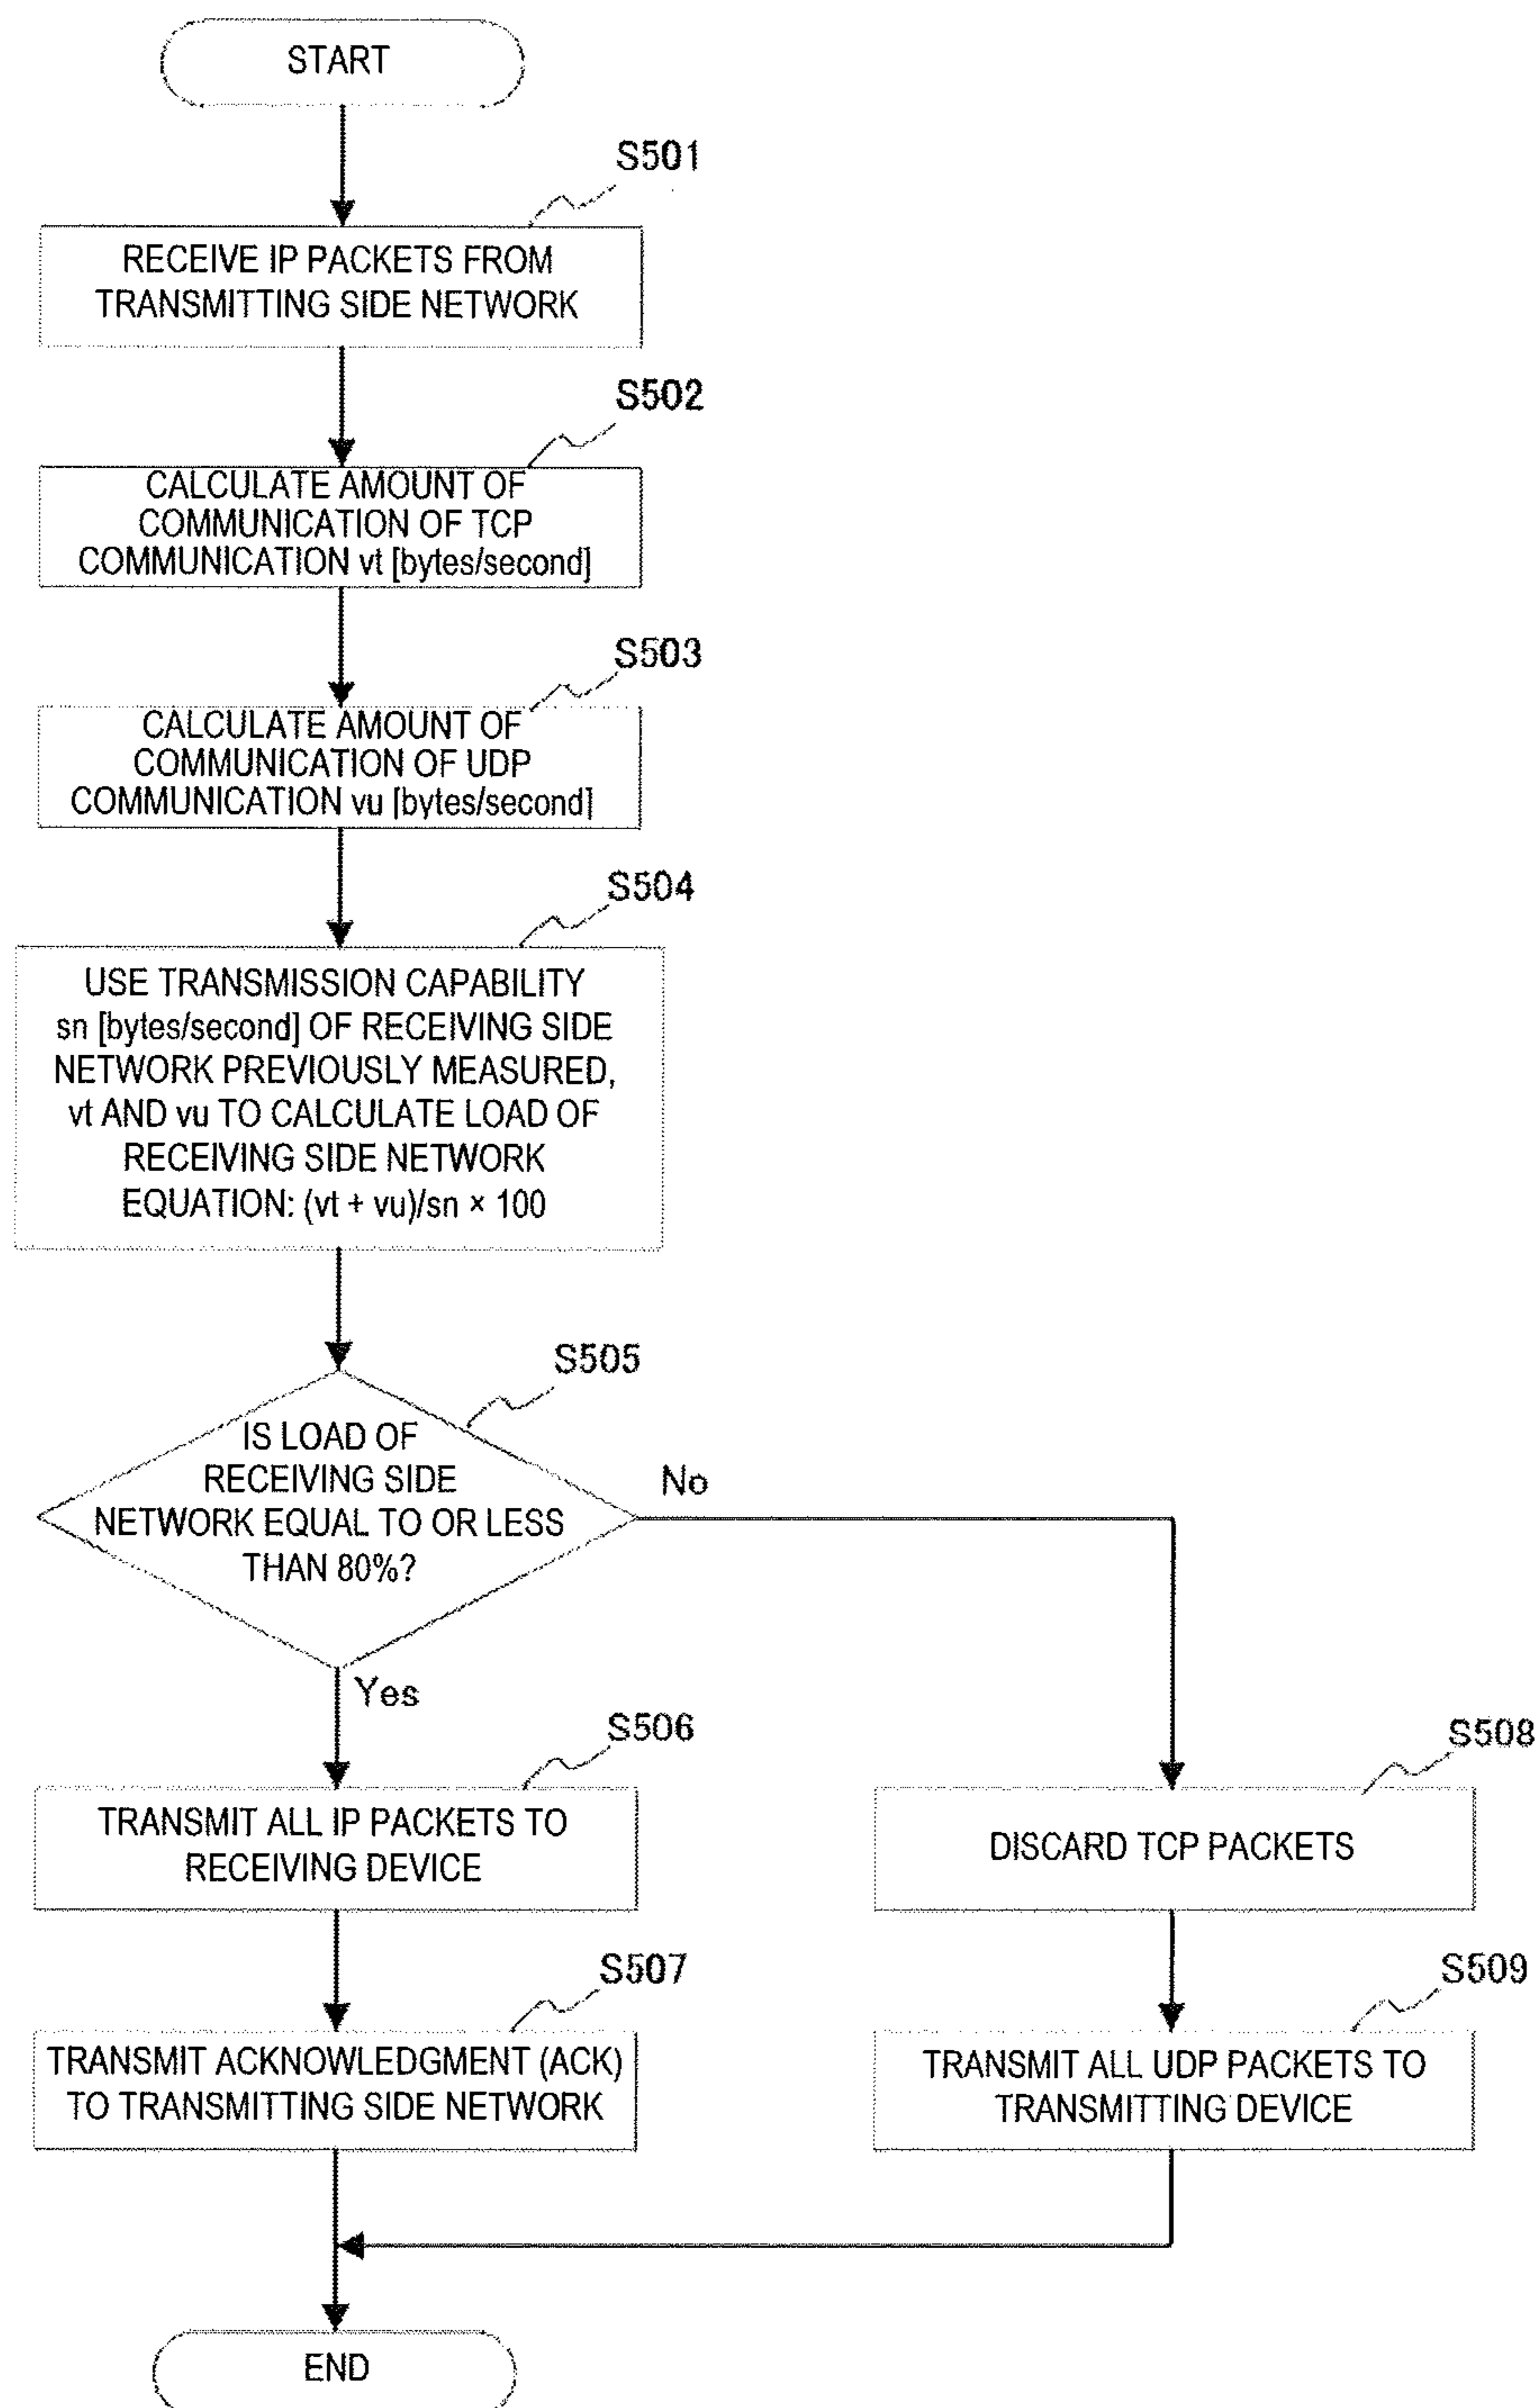 START
S501
RECEIVE IP PACKETS FROM
TRANSMITTING SIDE NETWORK
S502
CALCULATE AMOUNT OF
COMMUNICATION OF TCP
COMMUNICATION vt [bytes/second]
S503
CALCULATE AMOUNT OF
COMMUNICATION OF UDP
COMMUNICATION vu [bytes/second]
S504
USE TRANSMISSION CAPABILITY
sn [bytes/second] OF RECEIVING SIDE
NETWORK PREVIOUSLY MEASURED,
vt AND vu TO CALCULATE LOAD OF
RECEIVING SIDE NETWORK
EQUATION: (vt + vu)/sn × 100
S505
IS LOAD OF
RECEIVING SIDE
NETWORK EQUAL TO OR LESS
THAN 80%?
No
Yes
S506
TRANSMIT ALL IP PACKETS TO
RECEIVING DEVICE
S508
DISCARD TCP PACKETS
S507
TRANSMIT ACKNOWLEDGMENT (ACK)
TO TRANSMITTING SIDE NETWORK
S509
TRANSMIT ALL UDP PACKETS TO
TRANSMITTING DEVICE
END